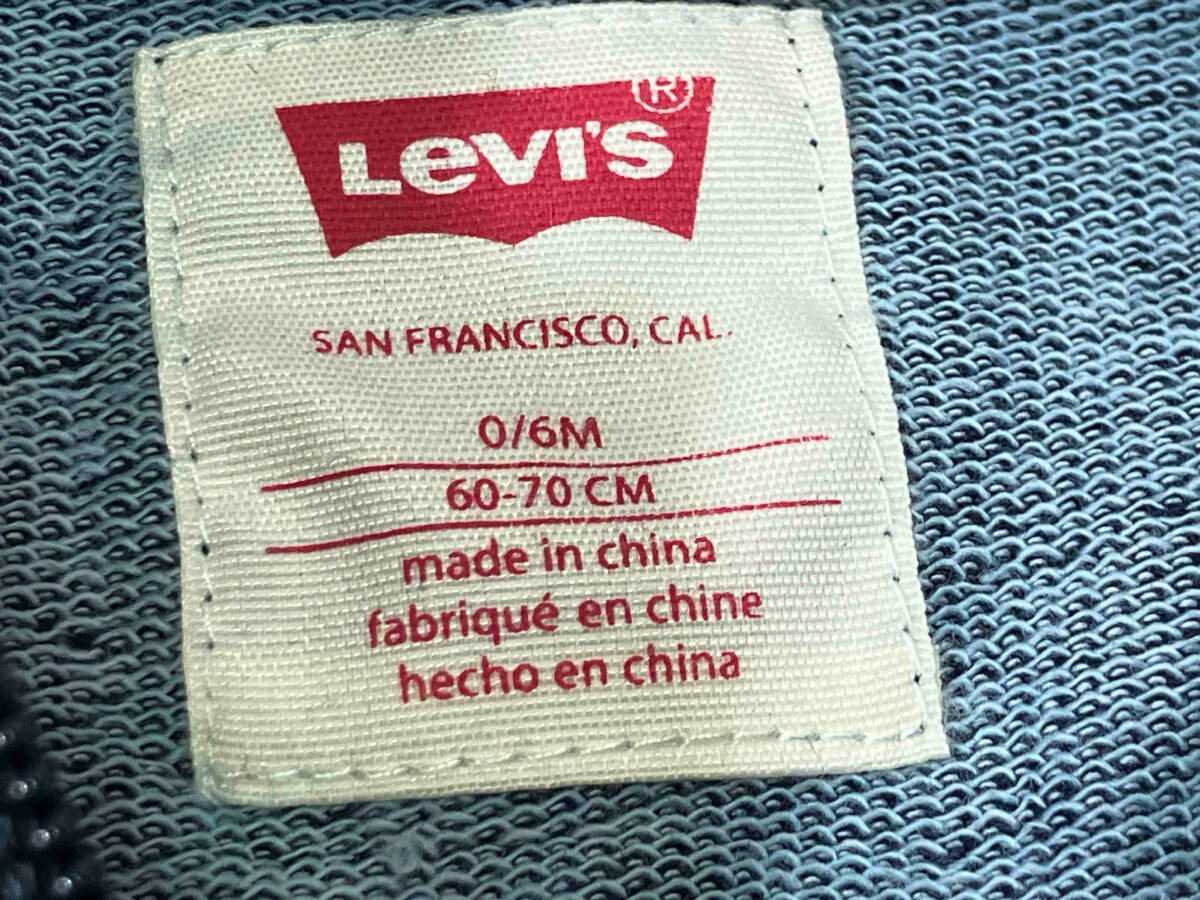 Levi's®
SAN FRANCISCO, CAL.
0/6M
60-70 CM
made in china
fabriqué en chine
hecho en china